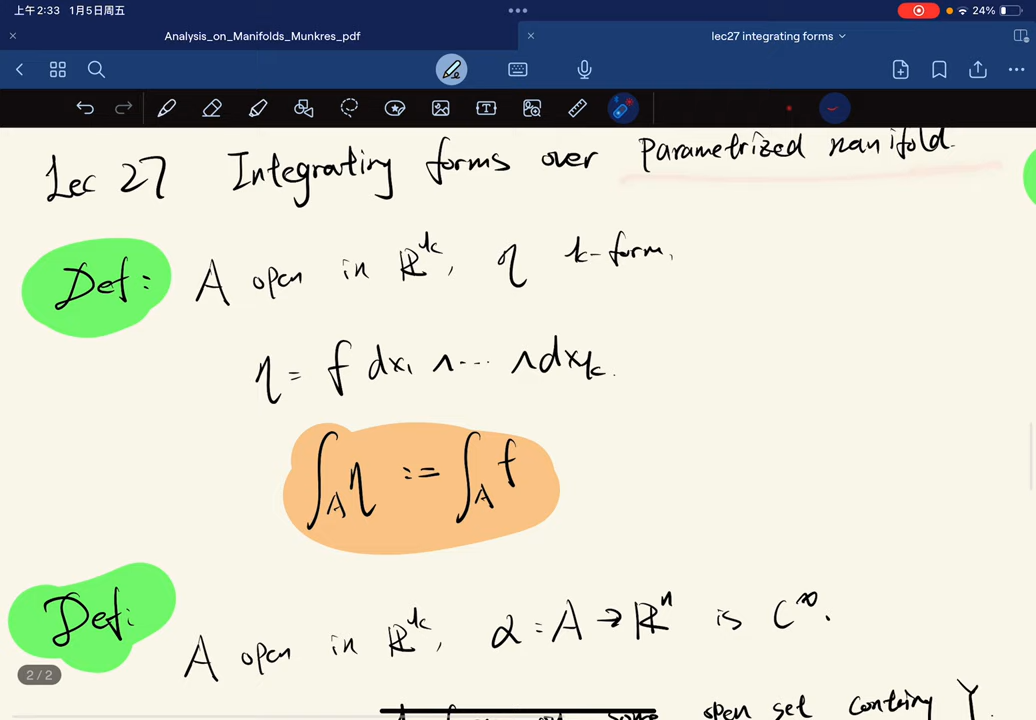 上午 2:33 1月5日周五
24%
Analysis_on_Manifolds_Munkres_pdf
lec27 integrating forms
Lec 27 Integrating forms over Parametrized manifold.
Def: A open in ℝᵏ, η k-form,
η = f dx₁ ∧ ⋯ ∧ dxₖ.
∫_A η := ∫_A f
Def: A open in ℝᵏ, α : A → ℝⁿ is C^∞.
2/2
some open set containy Y.